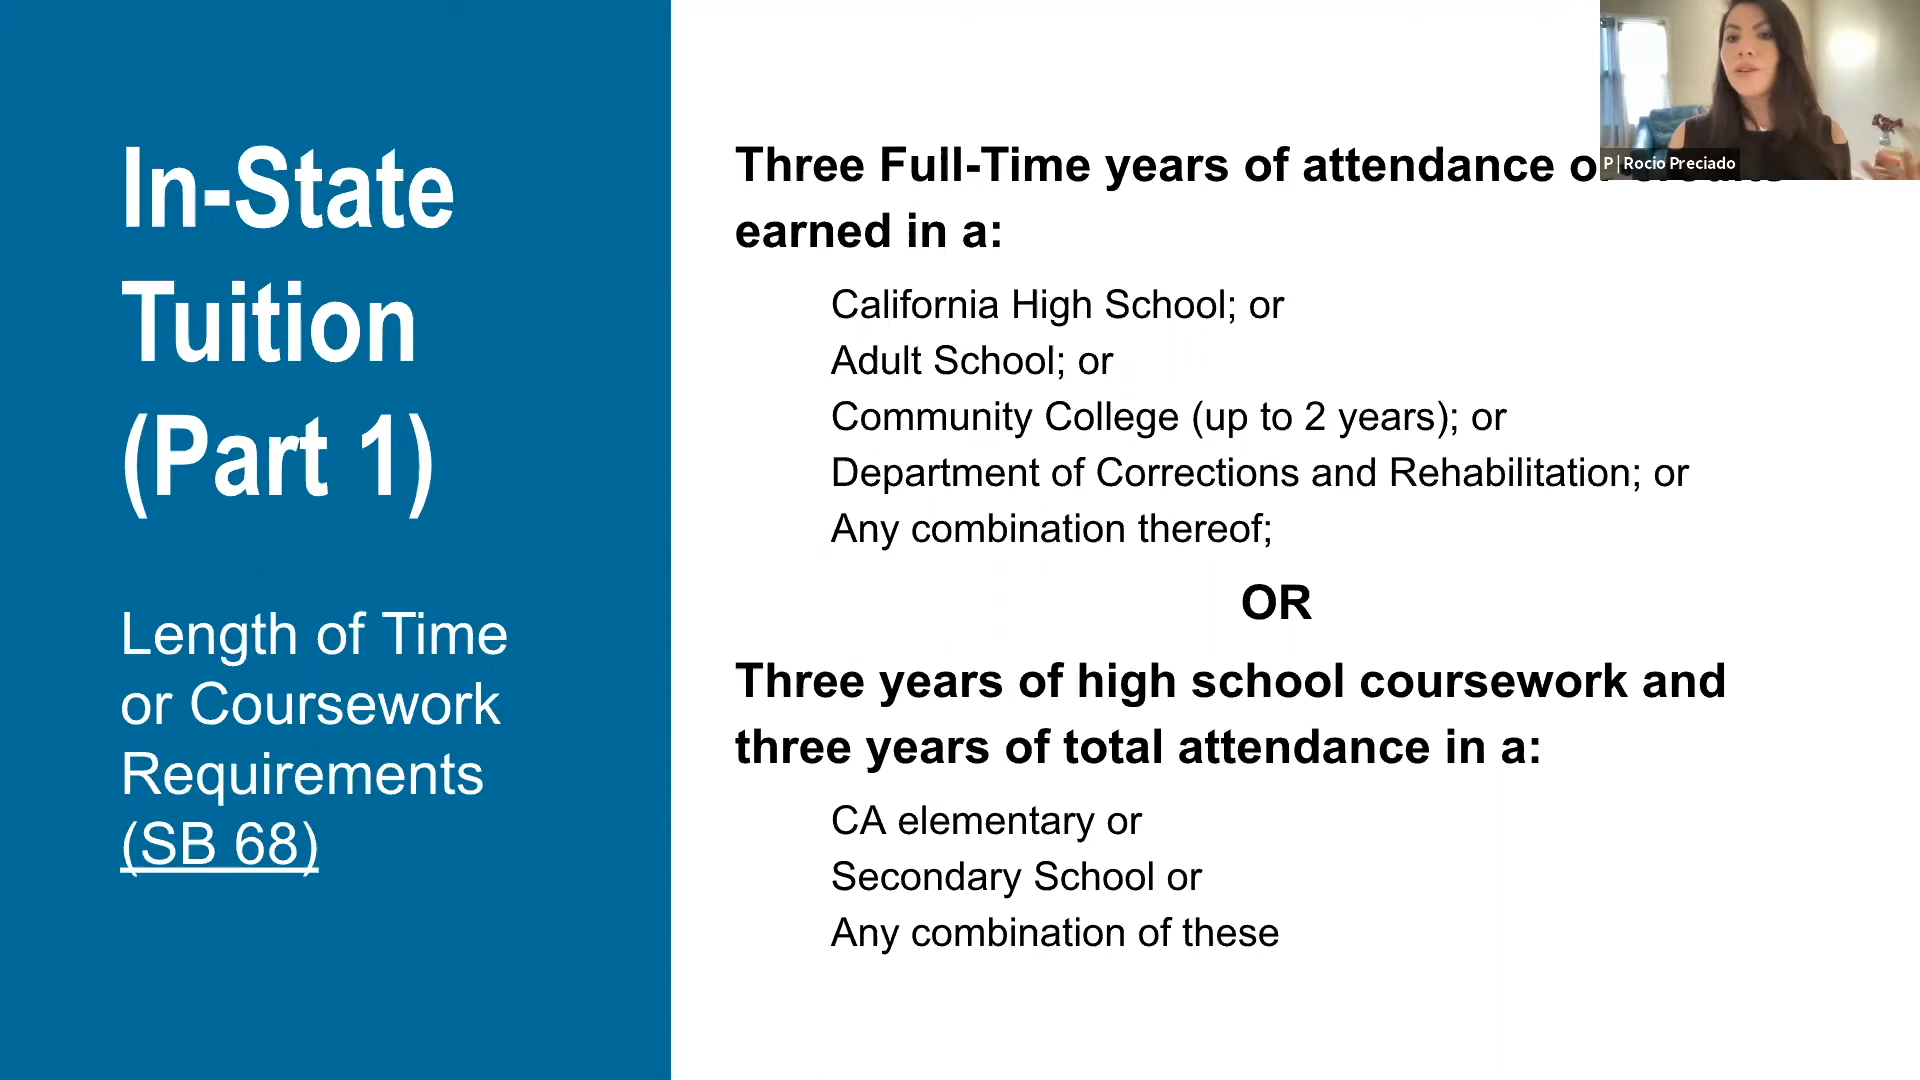 In-State
Tuition
(Part 1)
Length of Time
or Coursework
Requirements
(SB 68)
Three Full-Time years of attendance
earned in a:
California High School; or
Adult School; or
Community College (up to 2 years); or
Department of Corrections and Rehabilitation; or
Any combination thereof;
OR
Three years of high school coursework and
three years of total attendance in a:
CA elementary or
Secondary School or
Any combination of these
P | Rocio Preciado